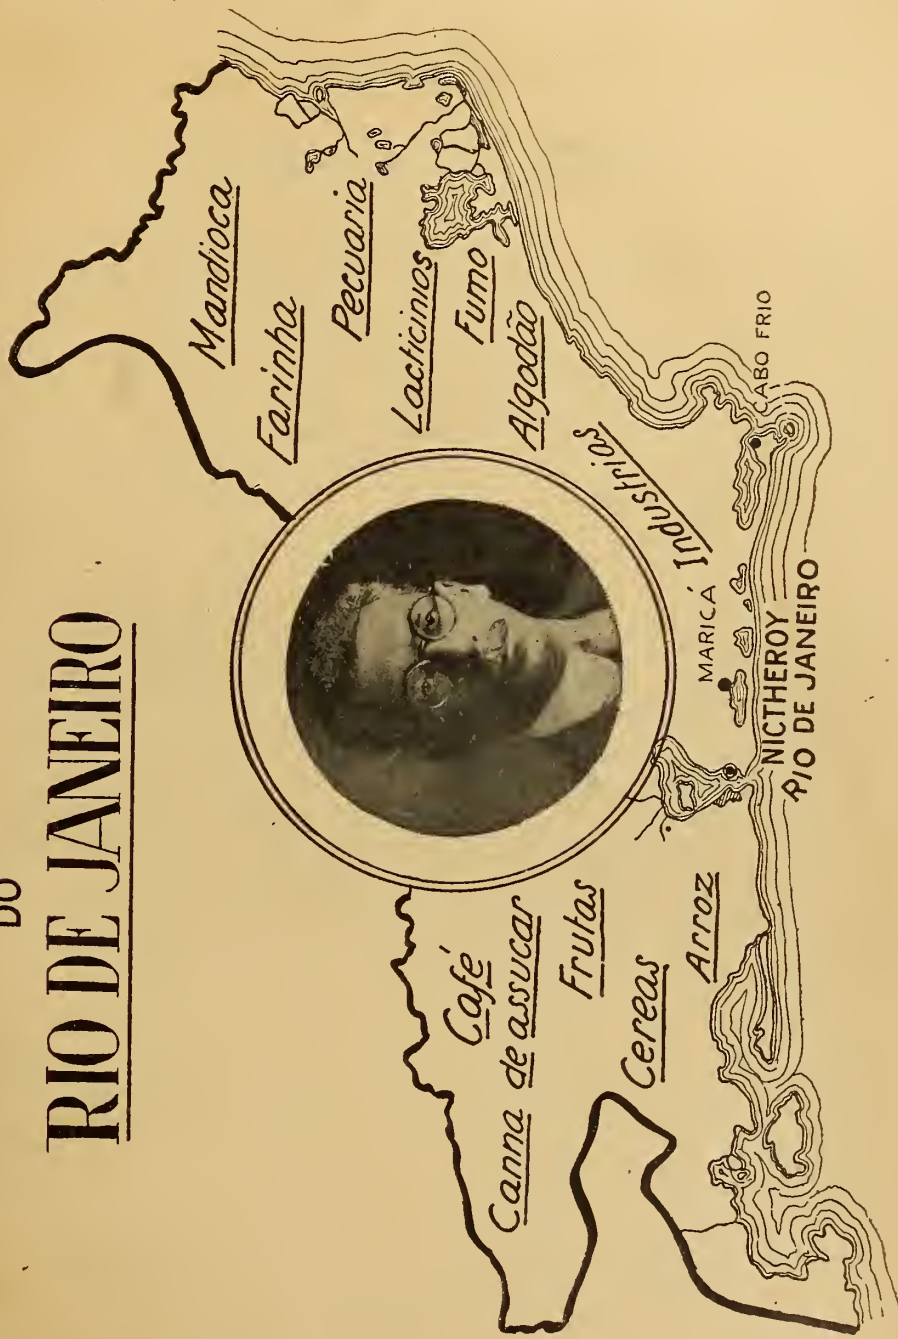 DO
RIO DE JANEIRO
Mandioca
Farinha
Pecuaria
Lacticinios
Fumo
Algodão
Industrias
Café
Canna de assucar
Frutas
Cereas
Arroz
MARICÁ
CABO FRIO
NICTHEROY
RIO DE JANEIRO